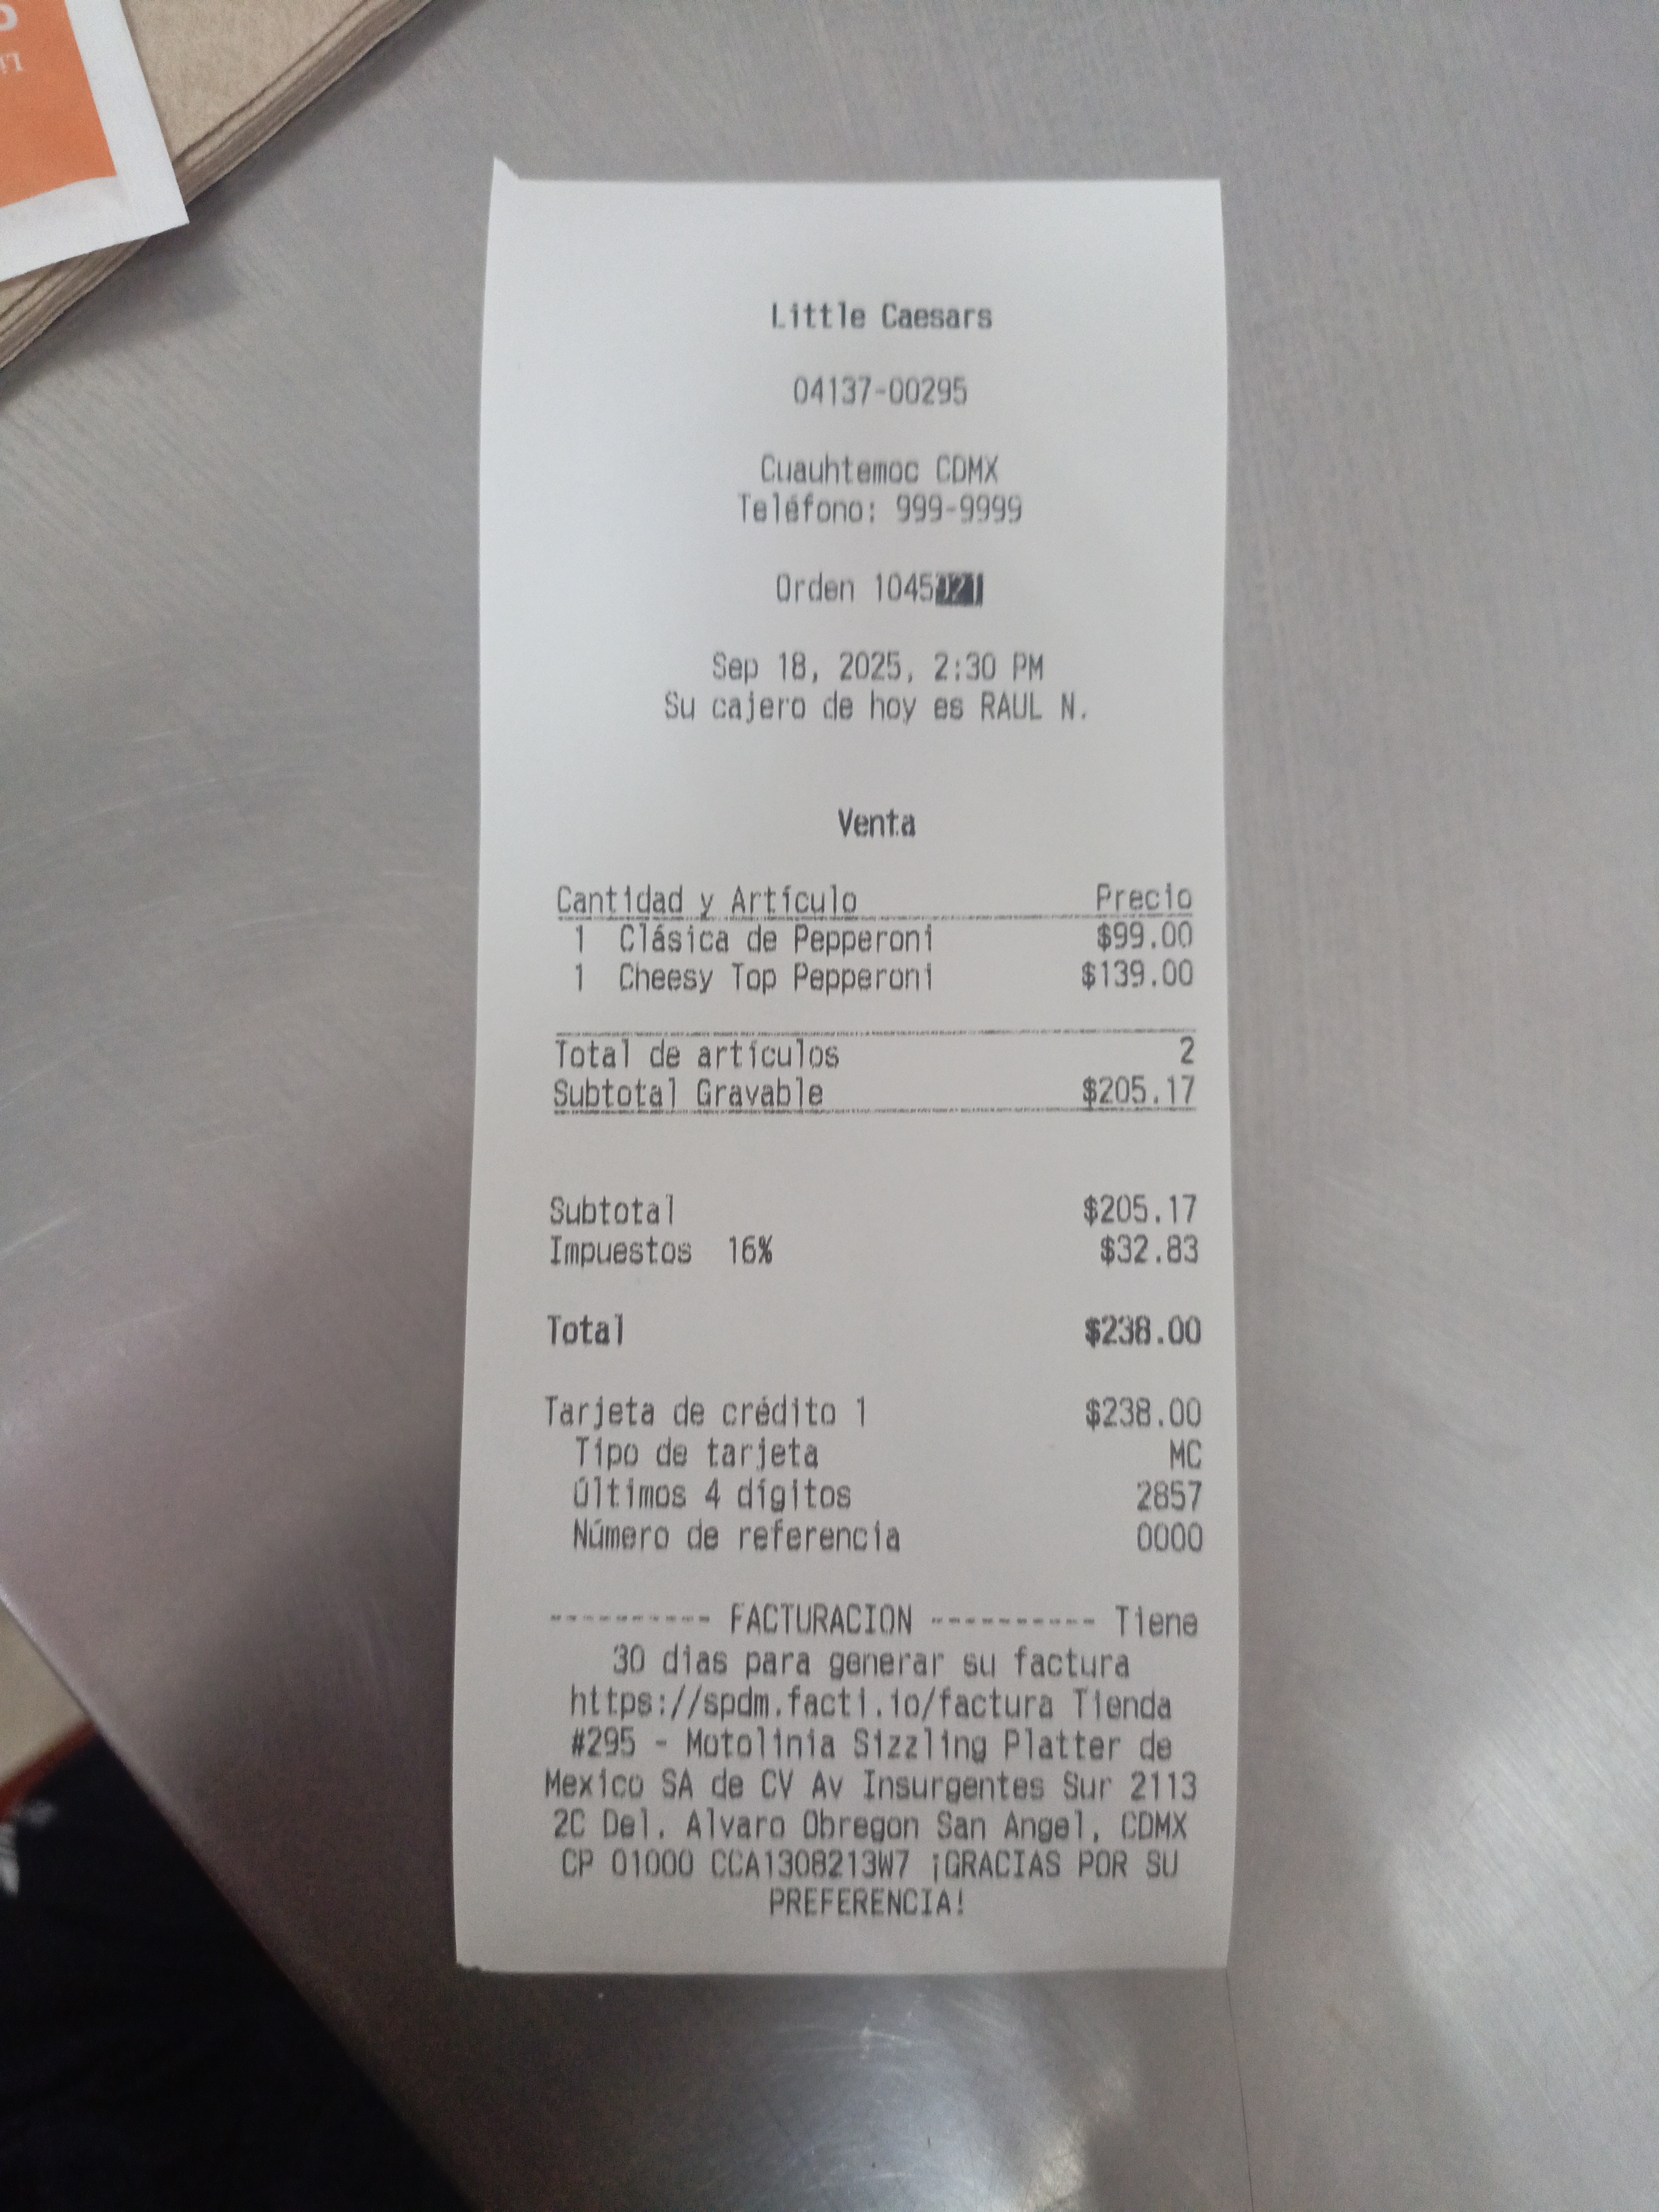 Little Caesars
04137-00295
Cuauhtemoc CDMX
Teléfono: 999-9999
Orden 1045021
Sep 18, 2025, 2:30 PM
Su cajero de hoy es RAUL N.
Venta
Cantidad y Artículo Precio
1 Clásica de Pepperoni $99.00
1 Cheesy Top Pepperoni $139.00
Total de artículos 2
Subtotal Gravable $205.17
Subtotal $205.17
Impuestos 16% $32.83
Total $238.00
Tarjeta de crédito 1 $238.00
Tipo de tarjeta MC
Últimos 4 dígitos 2857
Número de referencia 0000
---------- FACTURACION ---------- Tiene
30 dias para generar su factura
https://spdm.facti.io/factura Tienda
#295 - Motolinia Sizzling Platter de
Mexico SA de CV Av Insurgentes Sur 2113
2C Del. Alvaro Obregon San Angel, CDMX
CP 01000 CCA1308213W7 ¡GRACIAS POR SU
PREFERENCIA!